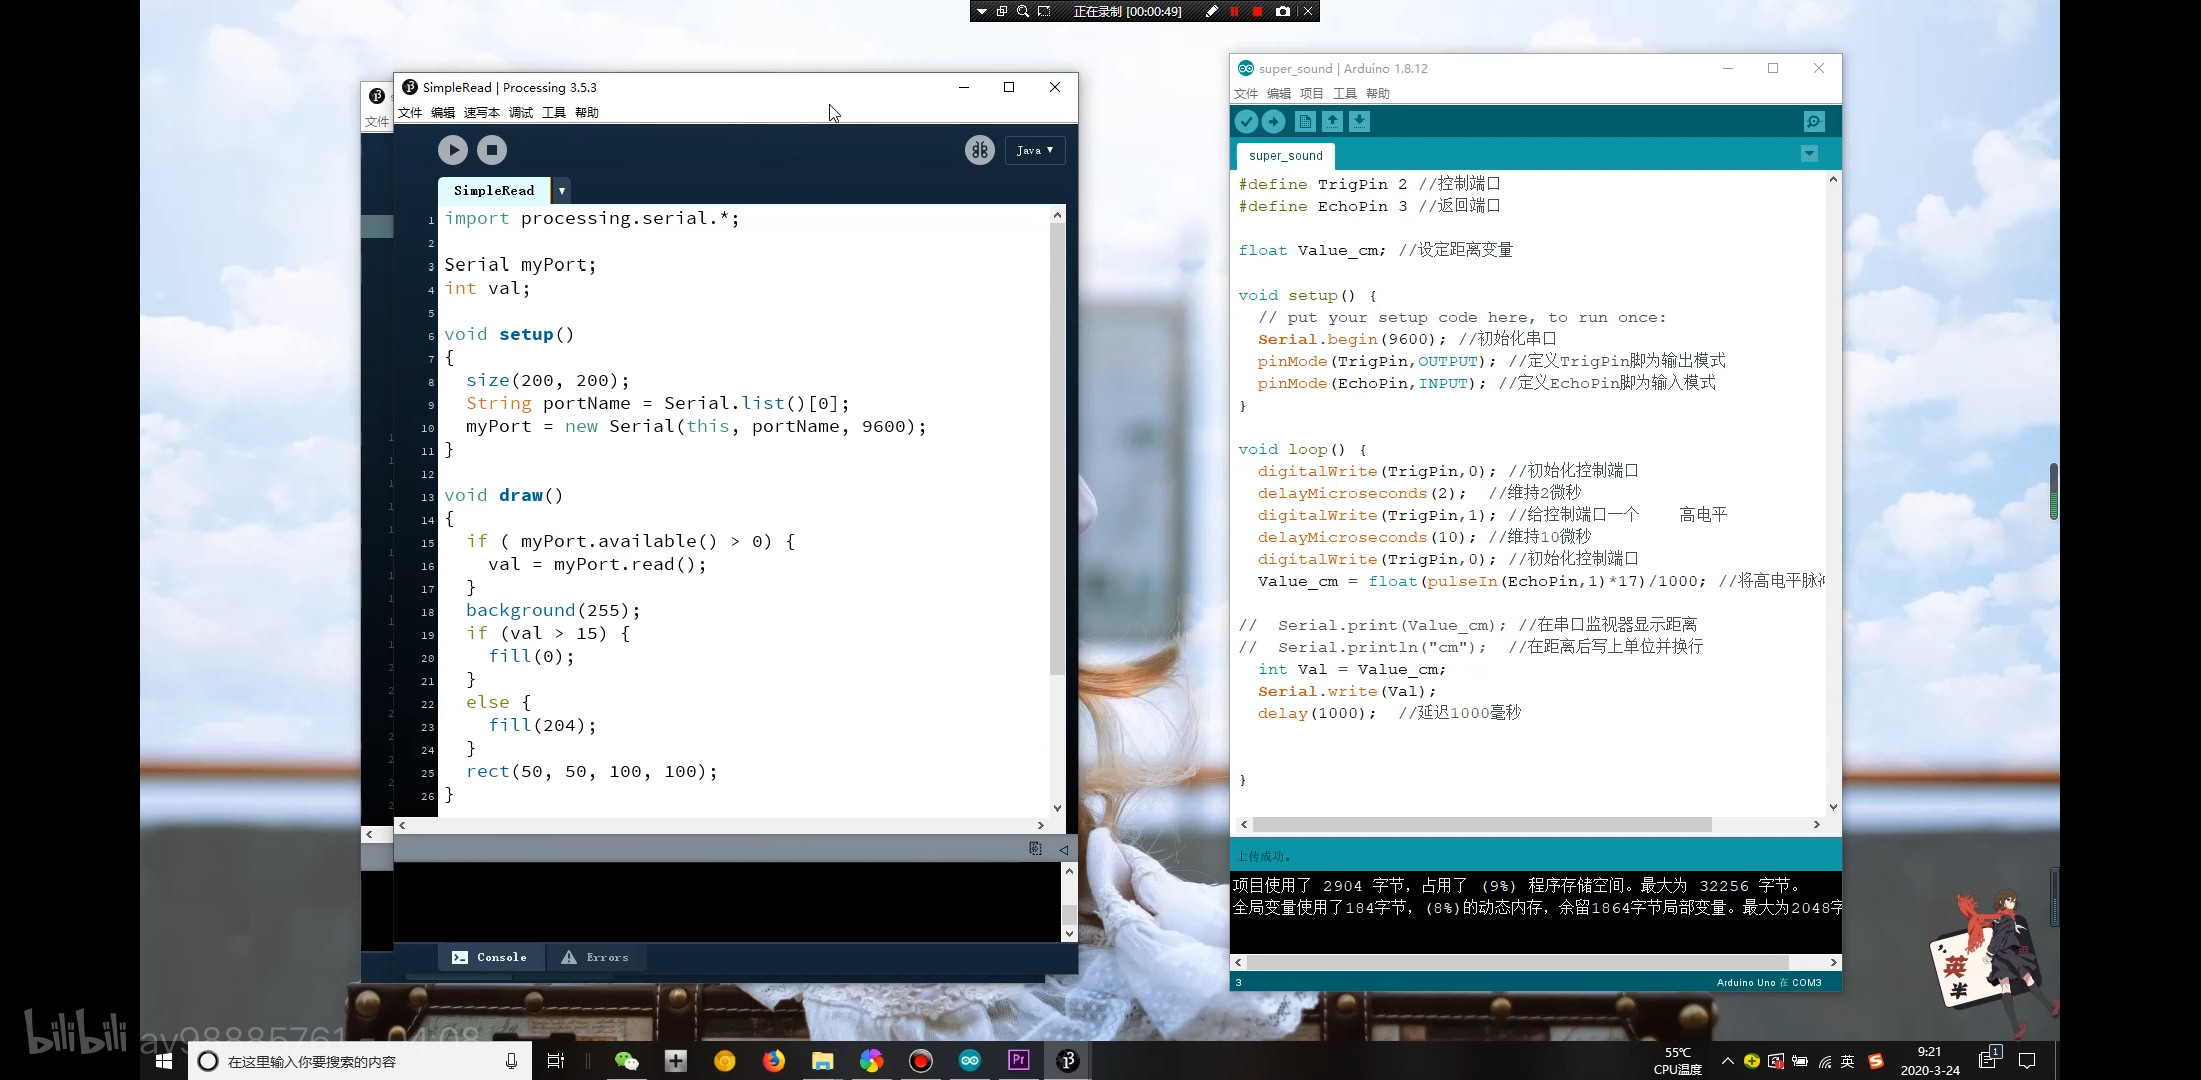 正在录制 [00:00:49]
SimpleRead | Processing 3.5.3
文件 编辑 速写本 调试 工具 帮助
文件
Java
SimpleRead
1 import processing.serial.*;
2
3 Serial myPort;
4 int val;
5
6 void setup()
7 {
8 size(200, 200);
9 String portName = Serial.list()[0];
10 myPort = new Serial(this, portName, 9600);
11 }
12
13 void draw()
14 {
15 if ( myPort.available() > 0) {
16 val = myPort.read();
17 }
18 background(255);
19 if (val > 15) {
20 fill(0);
21 }
22 else {
23 fill(204);
24 }
25 rect(50, 50, 100, 100);
26 }
Console Errors
super_sound | Arduino 1.8.12
文件 编辑 项目 工具 帮助
super_sound
#define TrigPin 2 //控制端口
#define EchoPin 3 //返回端口
float Value_cm; //设定距离变量
void setup() {
// put your setup code here, to run once:
Serial.begin(9600); //初始化串口
pinMode(TrigPin,OUTPUT); //定义TrigPin脚为输出模式
pinMode(EchoPin,INPUT); //定义EchoPin脚为输入模式
}
void loop() {
digitalWrite(TrigPin,0); //初始化控制端口
delayMicroseconds(2); //维持2微秒
digitalWrite(TrigPin,1); //给控制端口一个 高电平
delayMicroseconds(10); //维持10微秒
digitalWrite(TrigPin,0); //初始化控制端口
Value_cm = float(pulseIn(EchoPin,1)*17)/1000; //将高电平脉
// Serial.print(Value_cm); //在串口监视器显示距离
// Serial.println("cm"); //在距离后写上单位并换行
int Val = Value_cm;
Serial.write(Val);
delay(1000); //延迟1000毫秒
}
上传成功。
项目使用了 2904 字节，占用了 (9%) 程序存储空间。最大为 32256 字节。
全局变量使用了184字节，(8%)的动态内存，余留1864字节局部变量。最大为2048字
3
Arduino Uno 在 COM3
英
半
bilibili av98885761 - 04:08
在这里输入你要搜索的内容
Pr
55℃
CPU温度
英
9:21
2020-3-24
1